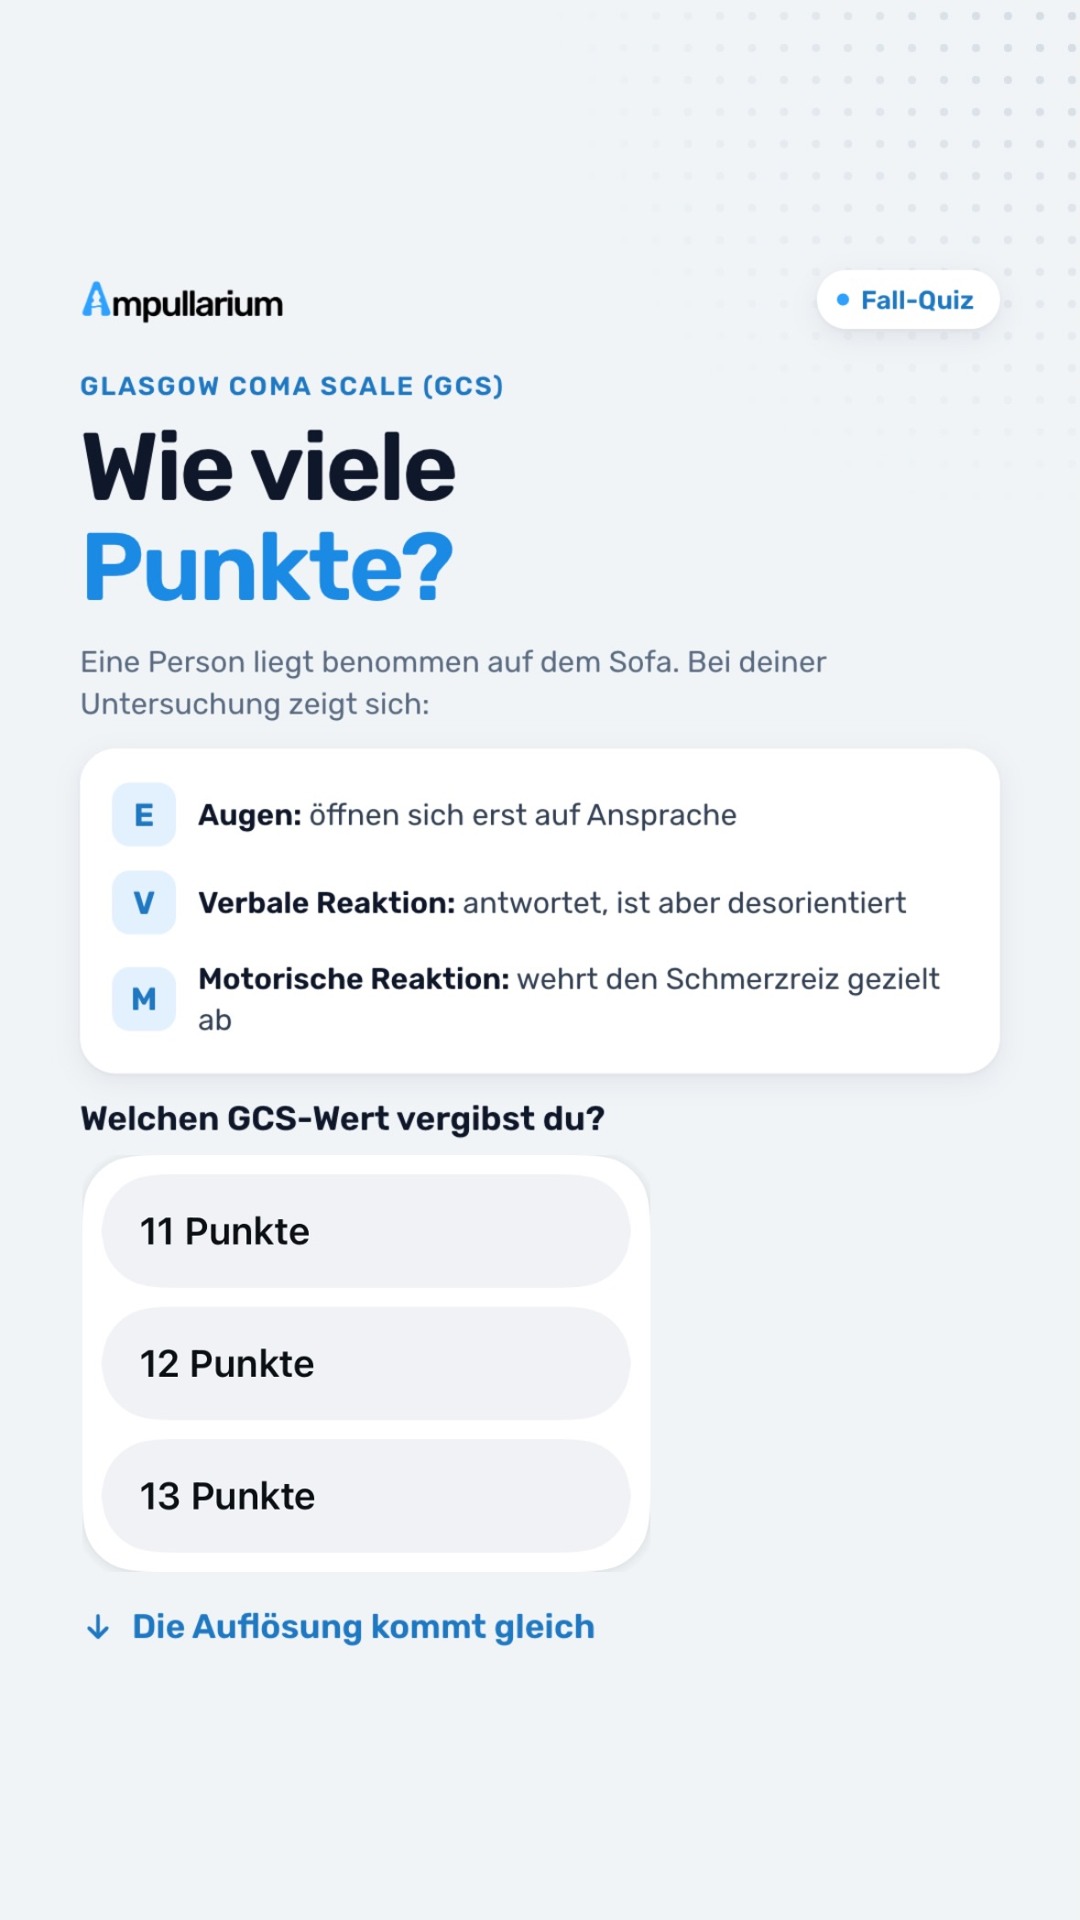 Ampullarium
Fall-Quiz
GLASGOW COMA SCALE (GCS)
Wie viele
Punkte?
Eine Person liegt benommen auf dem Sofa. Bei deiner
Untersuchung zeigt sich:
E
Augen: öffnen sich erst auf Ansprache
V
Verbale Reaktion: antwortet, ist aber desorientiert
M
Motorische Reaktion: wehrt den Schmerzreiz gezielt
ab
Welchen GCS-Wert vergibst du?
11 Punkte
12 Punkte
13 Punkte
↓ Die Auflösung kommt gleich